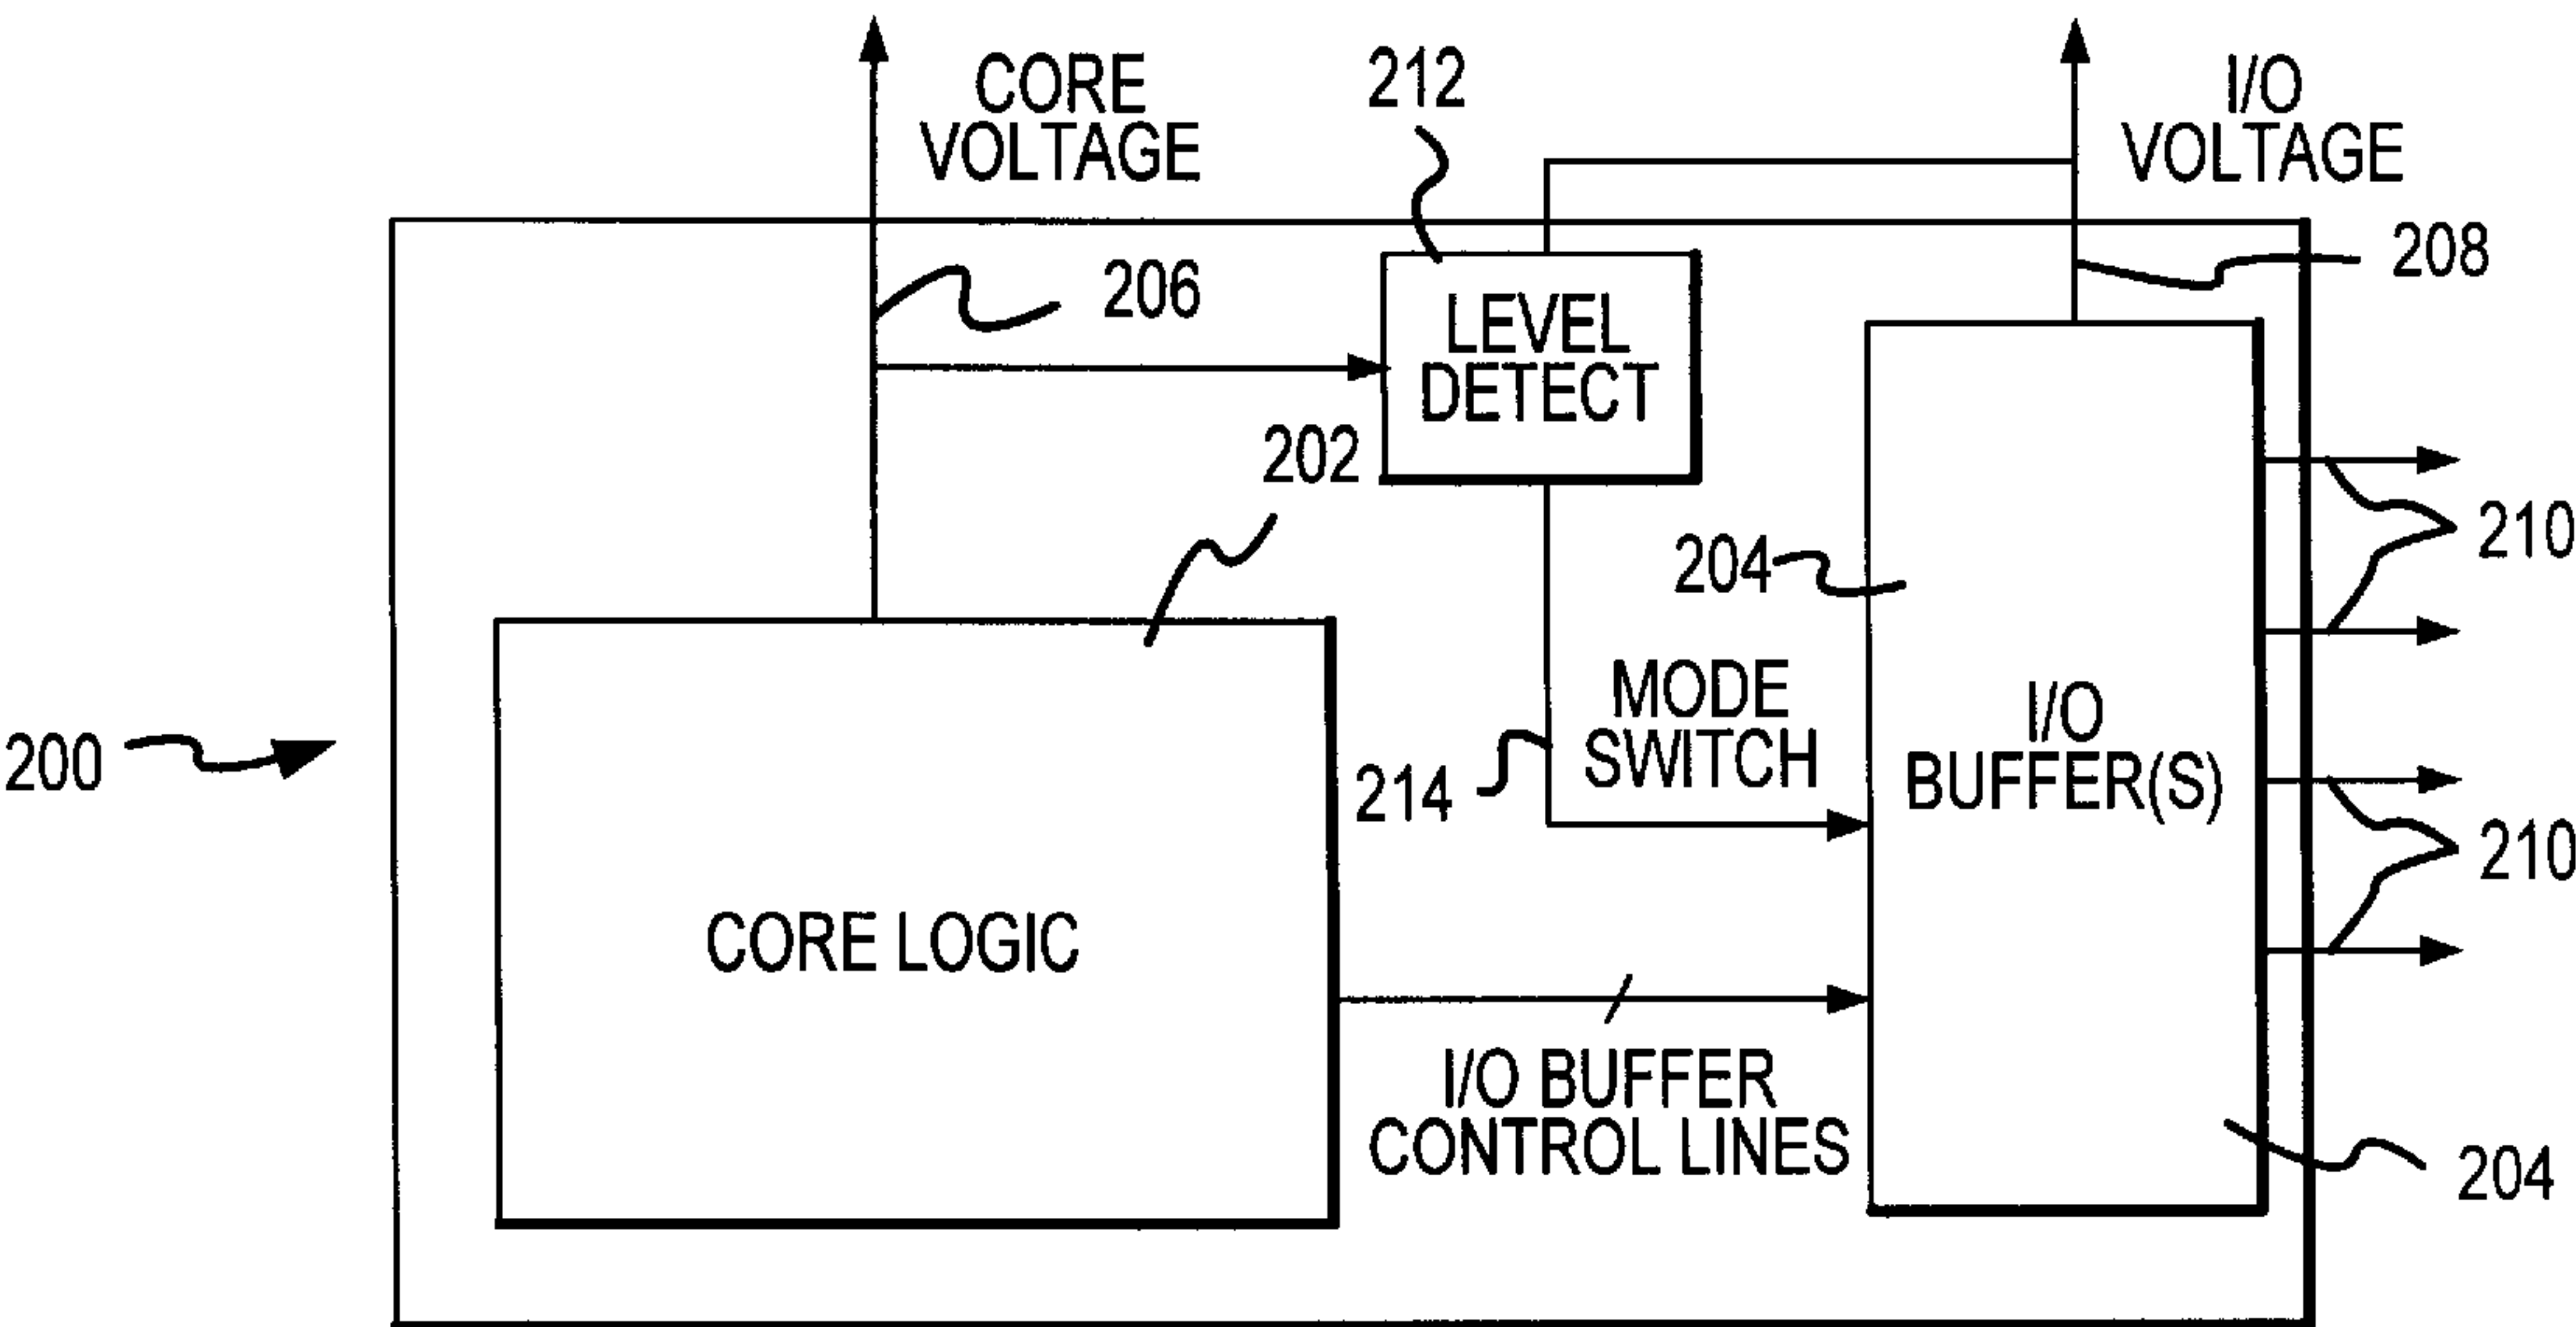 CORE
VOLTAGE
212
I/O
VOLTAGE
206
208
LEVEL
DETECT
202
204
210
200
MODE
SWITCH
214
I/O
BUFFER(S)
210
CORE LOGIC
I/O BUFFER
CONTROL LINES
204